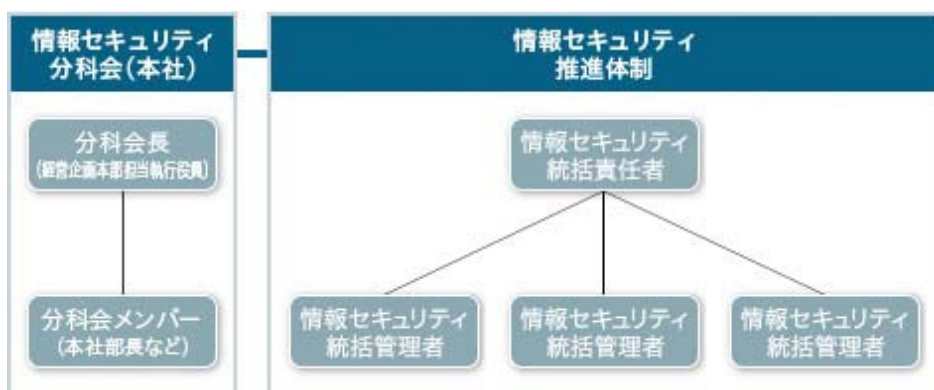 情報セキュリティ
分科会(本社)
分科会長
(経営企画本部担当執行役員)
分科会メンバー
(本社部長など)
情報セキュリティ
推進体制
情報セキュリティ
統括責任者
情報セキュリティ
統括管理者
情報セキュリティ
統括管理者
情報セキュリティ
統括管理者